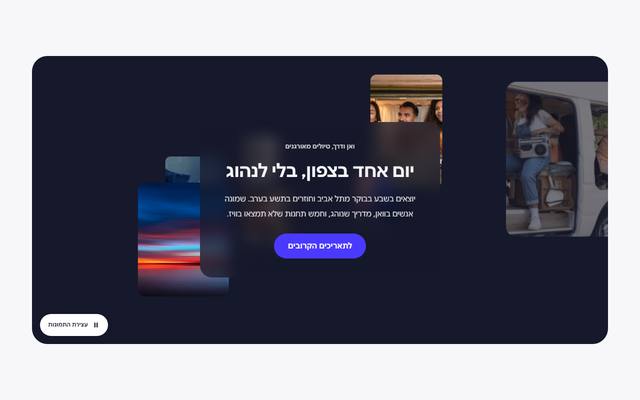 ואן ודרך, טיולים מאורגנים
יום אחד בצפון, בלי לנהוג
יוצאים בשבע בבוקר מתל אביב וחוזרים בתשע בערב. שמונה
אנשים בוואן, מדריך שנוהג, וחמש תחנות שלא תמצאו בוויז.
לתאריכים הקרובים
עצירת התמונות